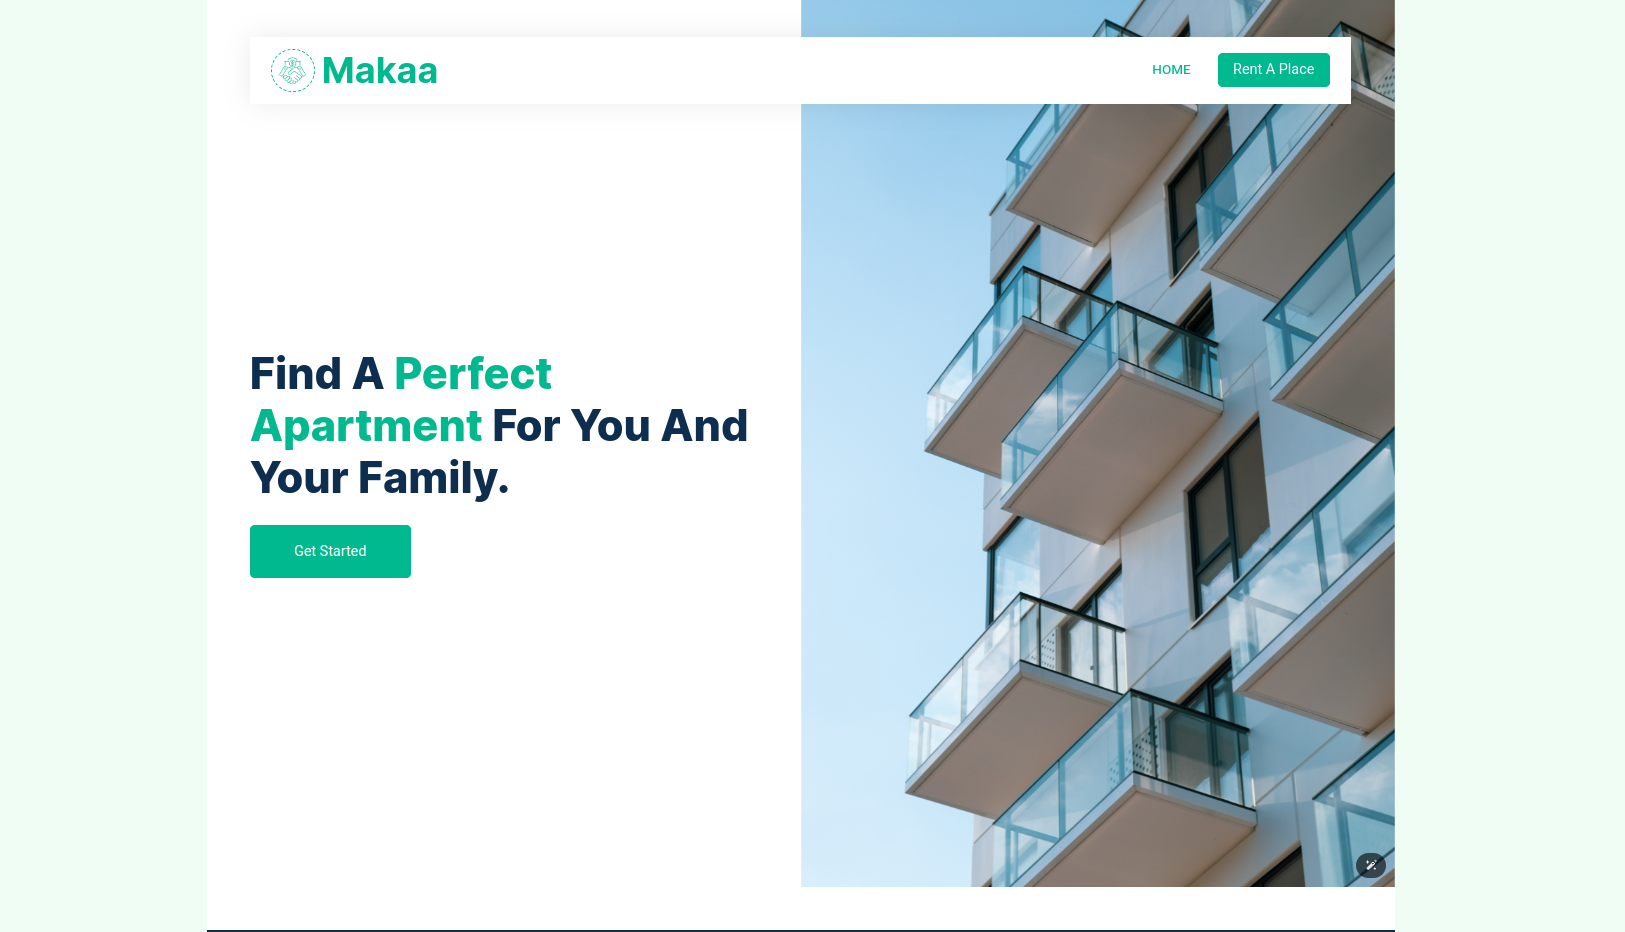 Makaa
HOME
Rent A Place
Find A Perfect
Apartment For You And
Your Family.
Get Started